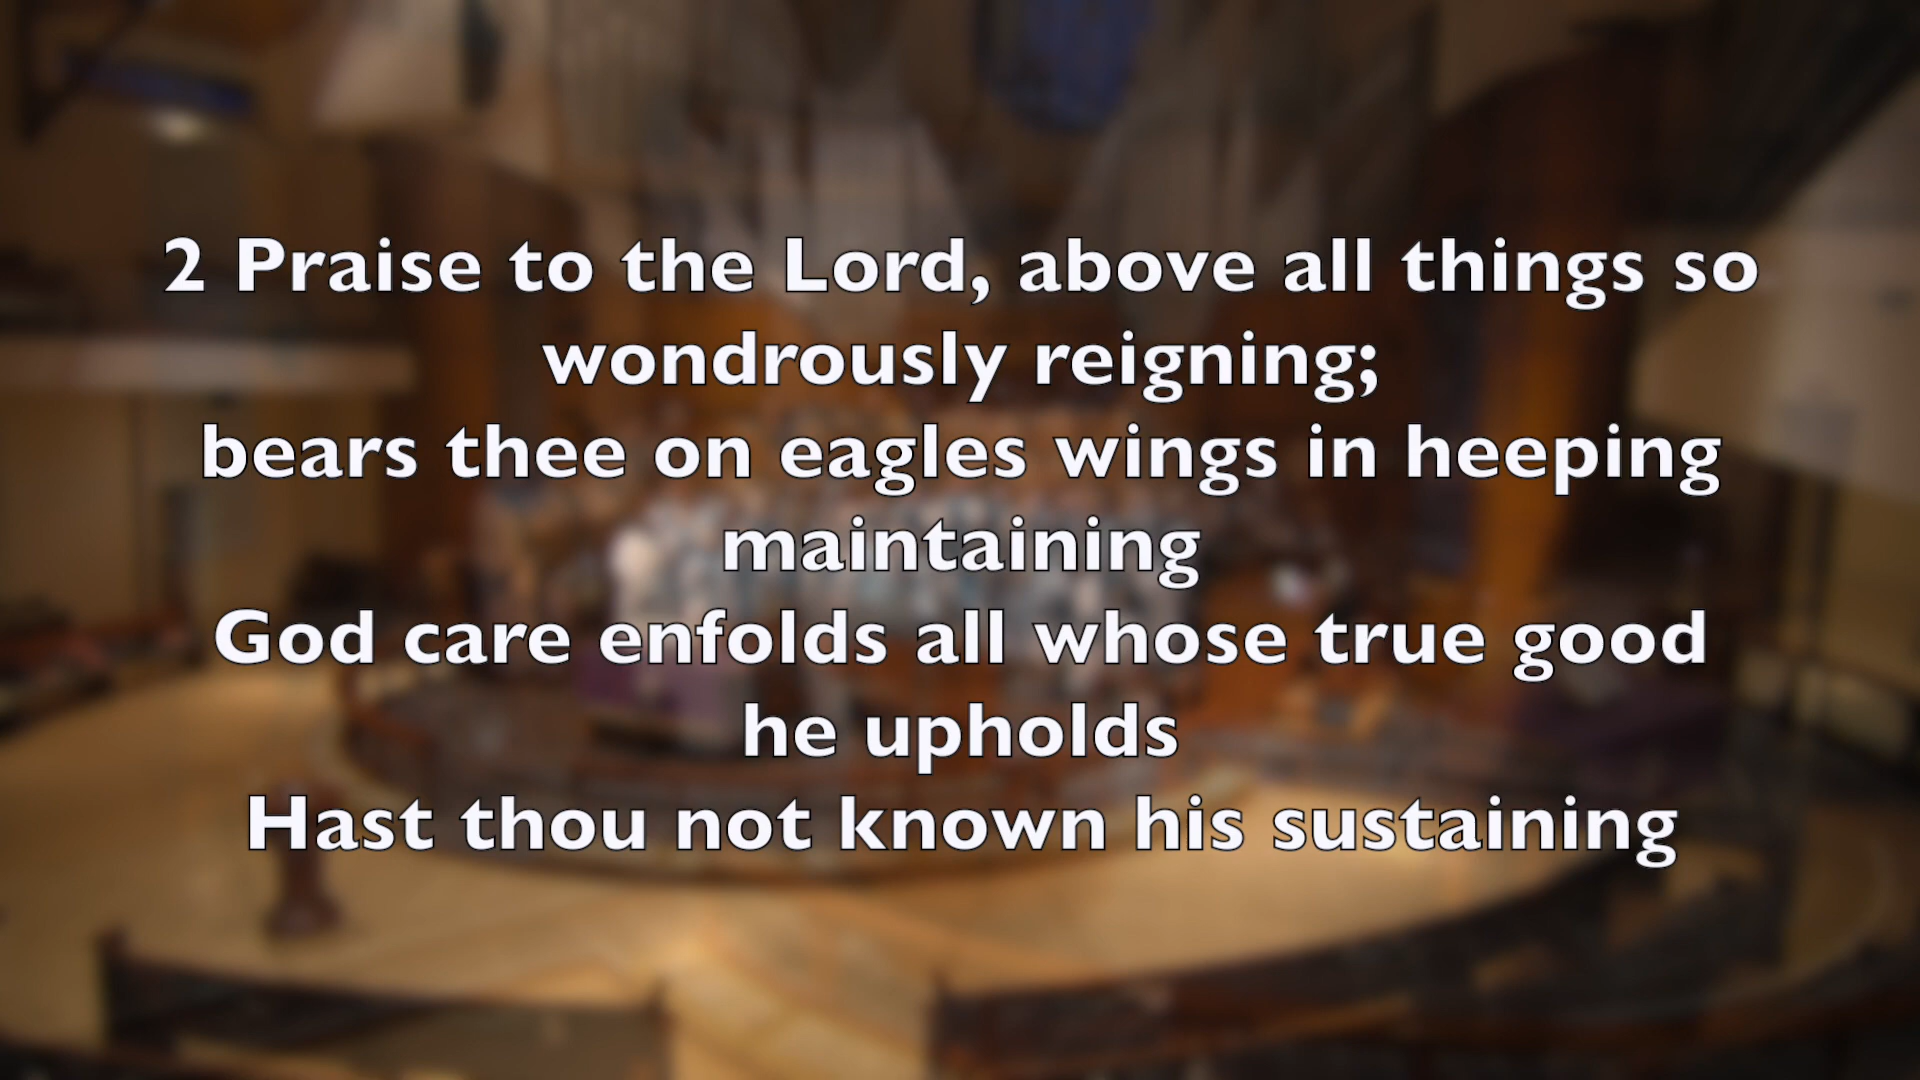 2 Praise to the Lord, above all things so
wondrously reigning;
bears thee on eagles wings in heeping
maintaining
God care enfolds all whose true good
he upholds
Hast thou not known his sustaining